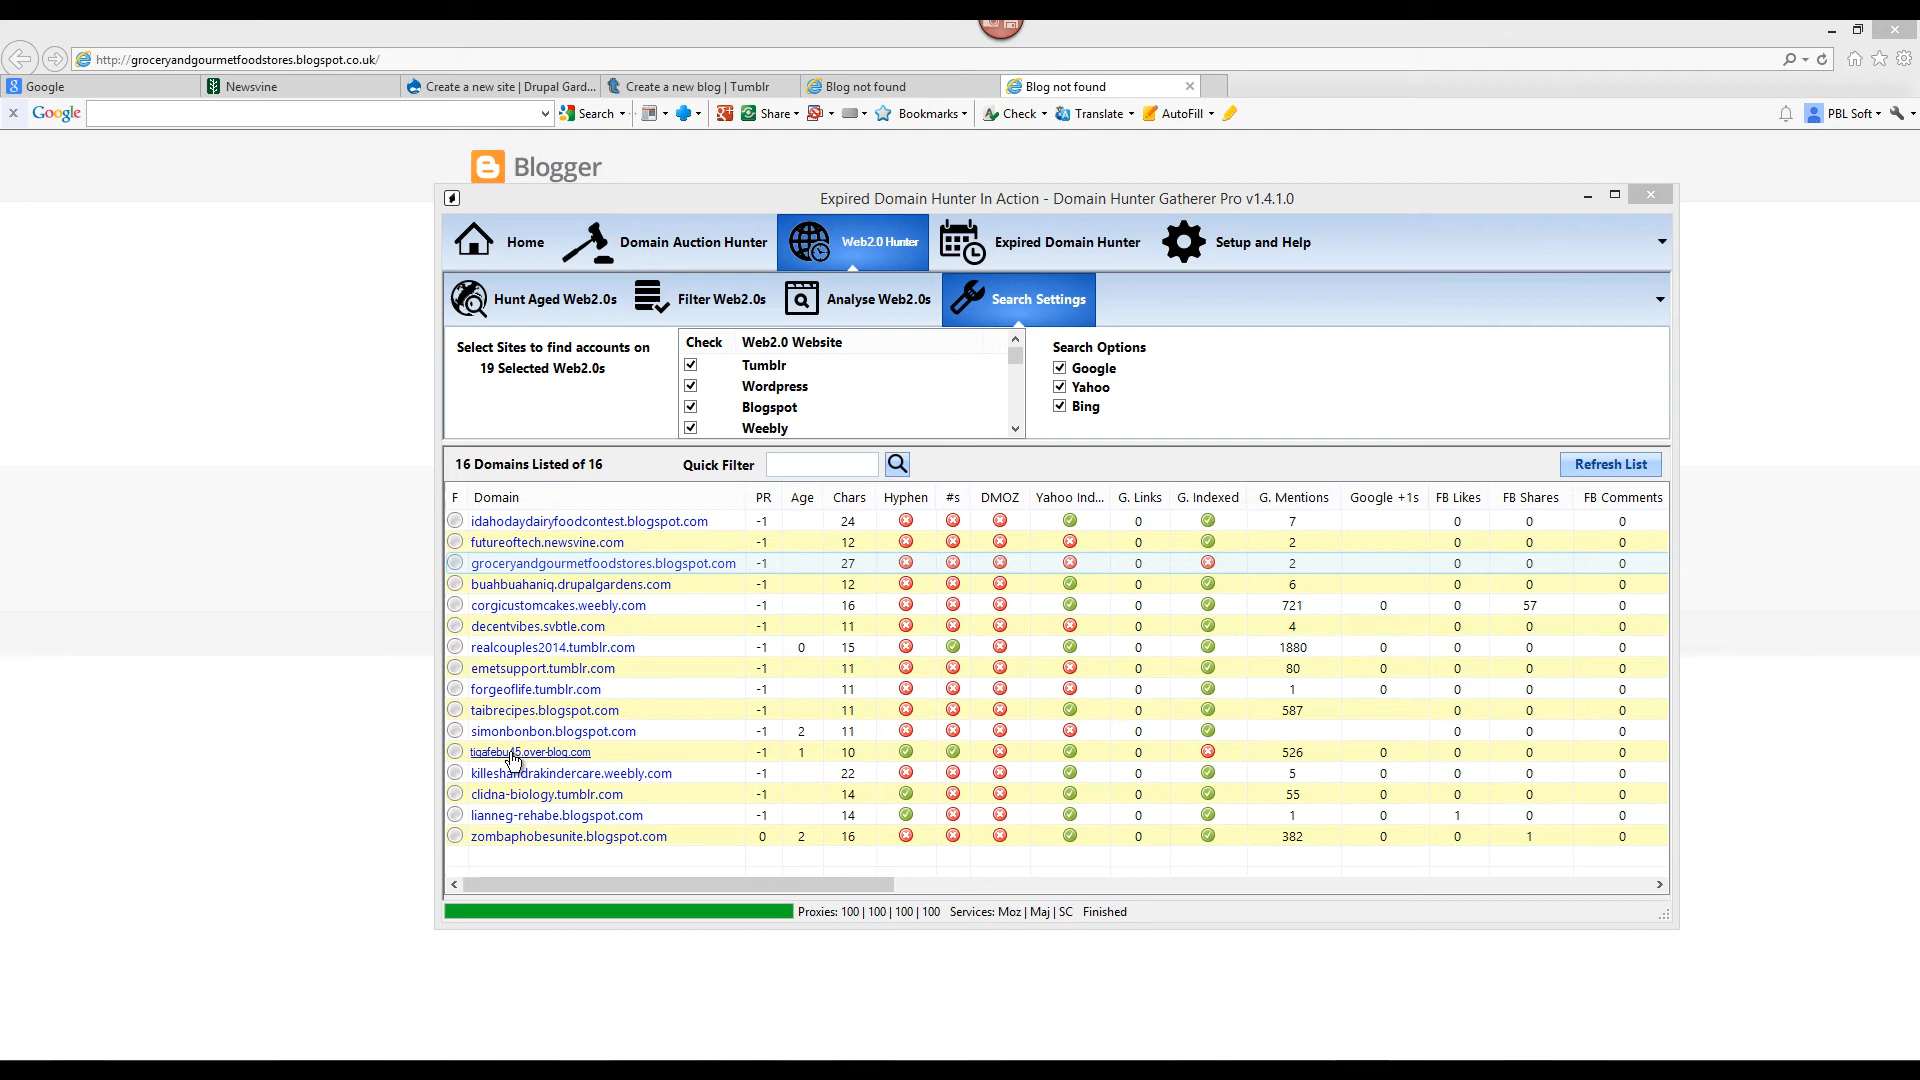 http://groceryandgourmetfoodstores.blogspot.co.uk/
Google Newsvine Create a new site | Drupal Gard... Create a new blog | Tumblr Blog not found Blog not found
Google Search Share Bookmarks Check Translate AutoFill PBL Soft
Blogger
Expired Domain Hunter In Action - Domain Hunter Gatherer Pro v1.4.1.0
Home Domain Auction Hunter Web2.0 Hunter Expired Domain Hunter Setup and Help
Hunt Aged Web2.0s Filter Web2.0s Analyse Web2.0s Search Settings
Select Sites to find accounts on
19 Selected Web2.0s
Check Web2.0 Website
Tumblr
Wordpress
Blogspot
Weebly
Search Options
Google
Yahoo
Bing
16 Domains Listed of 16 Quick Filter Refresh List
F Domain PR Age Chars Hyphen #s DMOZ Yahoo Ind... G. Links G. Indexed G. Mentions Google +1s FB Likes FB Shares FB Comments
idahodaydairyfoodcontest.blogspot.com -1 24 0 7 0 0 0
futureoftech.newsvine.com -1 12 0 2 0 0 0
groceryandgourmetfoodstores.blogspot.com -1 27 0 2 0 0 0
buahbuahaniq.drupalgardens.com -1 12 0 6 0 0 0
corgicustomcakes.weebly.com -1 16 0 721 0 0 57 0
decentvibes.svbtle.com -1 11 0 4 0 0 0
realcouples2014.tumblr.com -1 0 15 0 1880 0 0 0 0
emetsupport.tumblr.com -1 11 0 80 0 0 0 0
forgeoflife.tumblr.com -1 11 0 1 0 0 0 0
taibrecipes.blogspot.com -1 11 0 587 0 0 0
simonbonbon.blogspot.com -1 2 11 0 0 0 0
tigafebu45.over-blog.com -1 1 10 0 526 0 0 0 0
killeshandrakindercare.weebly.com -1 22 0 5 0 0 0 0
clidna-biology.tumblr.com -1 14 0 55 0 0 0 0
lianneg-rehabe.blogspot.com -1 14 0 1 0 1 0 0
zombaphobesunite.blogspot.com 0 2 16 0 382 0 0 1 0
Proxies: 100 | 100 | 100 | 100 Services: Moz | Maj | SC Finished